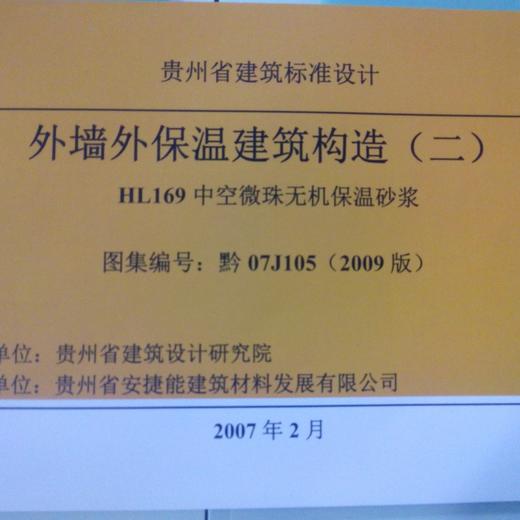 贵州省建筑标准设计
外墙外保温建筑构造（二）
HL169 中空微珠无机保温砂浆
图集编号：黔 07J105（2009 版）
单位：贵州省建筑设计研究院
单位：贵州省安捷能建筑材料发展有限公司
2007 年 2 月